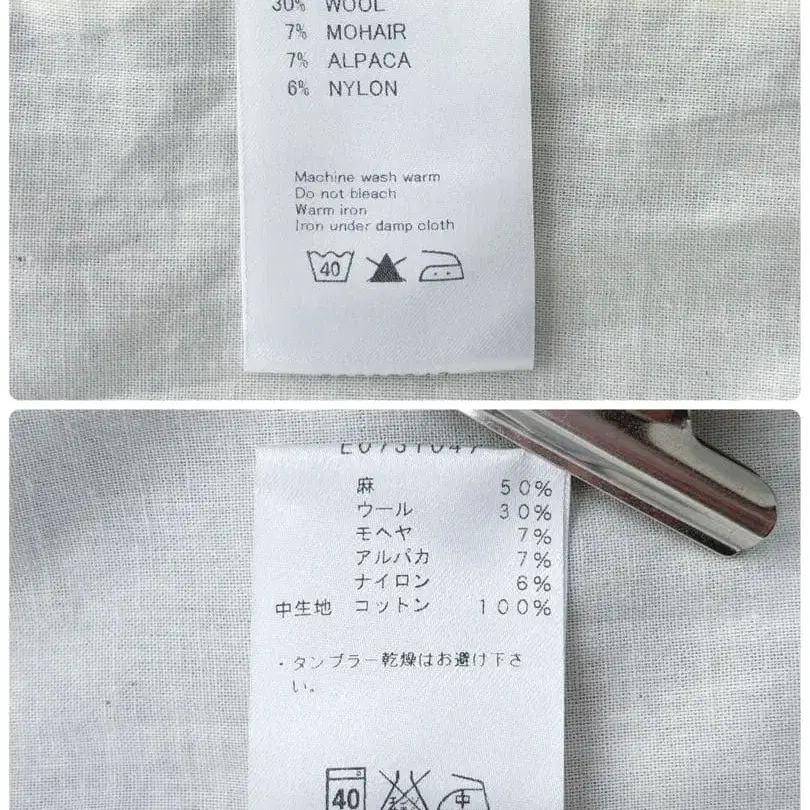 30% WOOL
7% MOHAIR
7% ALPACA
6% NYLON
Machine wash warm
Do not bleach
Warm iron
Iron under damp cloth
40
麻 50%
ウール 30%
モヘヤ 7%
アルパカ 7%
ナイロン 6%
中生地 コットン 100%
・タンブラー乾燥はお避け下さ
い。
40 中